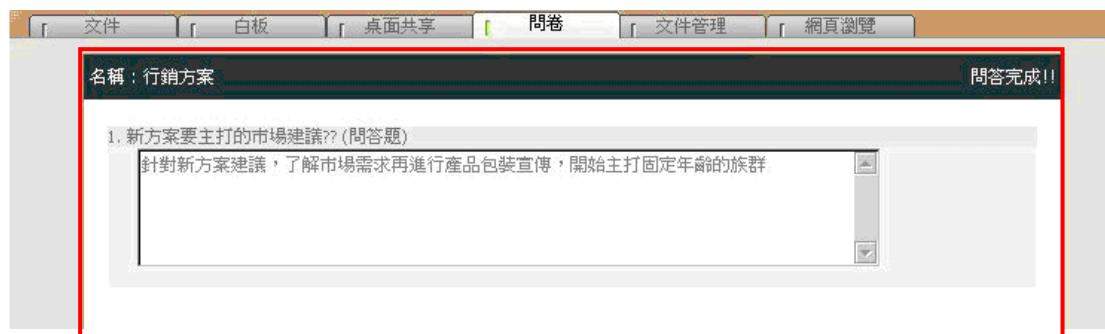 文件 白板 桌面共享 問卷 文件管理 網頁瀏覽
名稱：行銷方案 問答完成!!
1. 新方案要主打的市場建議?? (問答題)
針對新方案建議，了解市場需求再進行產品包裝宣傳，開始主打固定年齡的族群